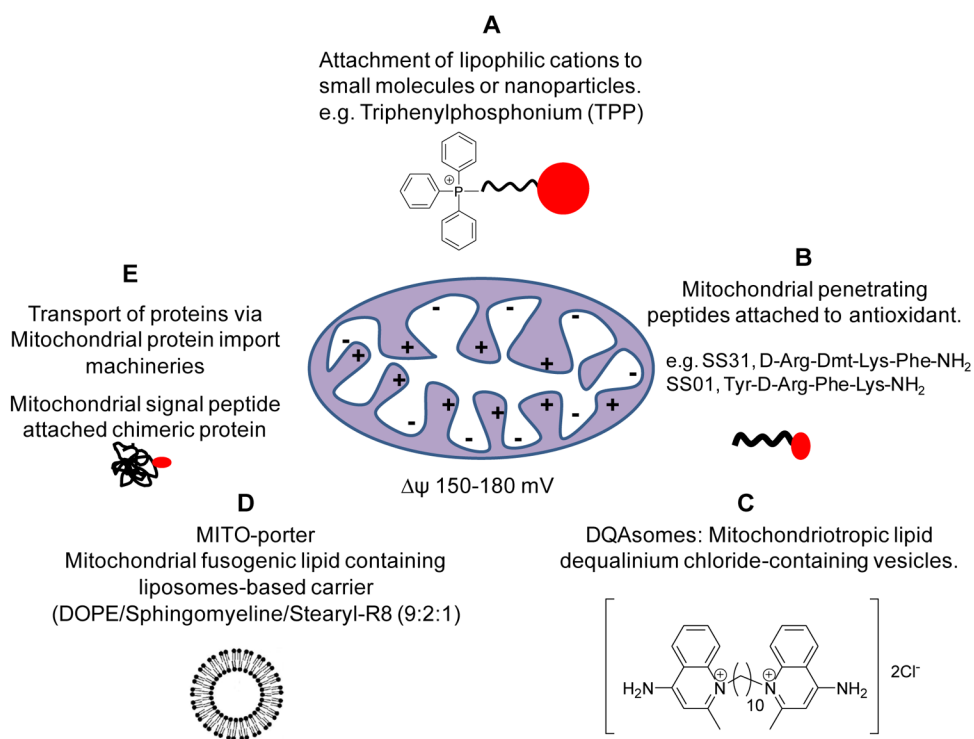 A
Attachment of lipophilic cations to
small molecules or nanoparticles.
e.g. Triphenylphosphonium (TPP)
⊕
P
B
Mitochondrial penetrating
peptides attached to antioxidant.
e.g. SS31, D-Arg-Dmt-Lys-Phe-NH₂
SS01, Tyr-D-Arg-Phe-Lys-NH₂
E
Transport of proteins via
Mitochondrial protein import
machineries
Mitochondrial signal peptide
attached chimeric protein
- - - - - - - - - -
+ + + + + + + + +
Δψ 150-180 mV
D
MITO-porter
Mitochondrial fusogenic lipid containing
liposomes-based carrier
(DOPE/Sphingomyeline/Stearyl-R8 (9:2:1)
C
DQAsomes: Mitochondriotropic lipid
dequalinium chloride-containing vesicles.
H₂N N⊕ ( )10 ⊕N NH₂ 2Cl⁻